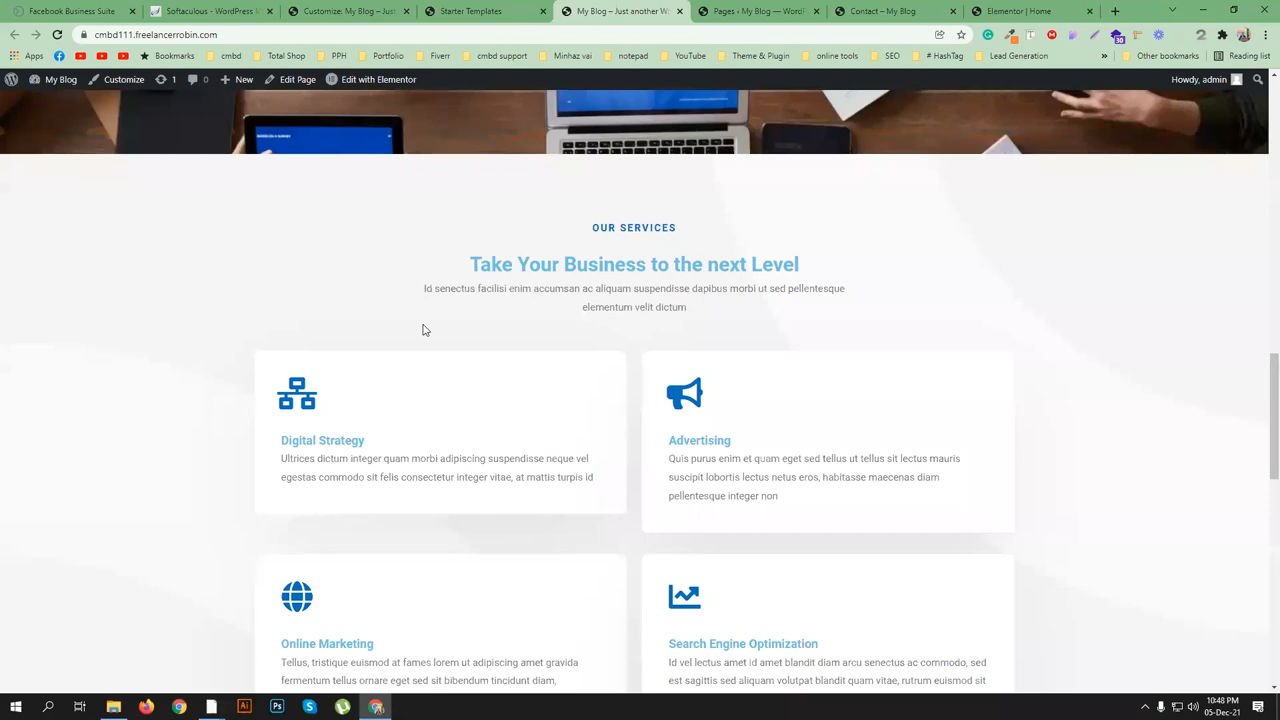 Facebook Suite
My Blog – Just
Starter Templates
My Blog – Just another W
Contact – My Blog
Elementor | Home
cmbd111.freelancerrobin.com
Apps
Bookmarks
cmbd
Total Shop
PPH
Portfolio
Fiverr
cmbd support
Minhaz vai
notepad
YouTube
Theme & Plugin
online tools
SEO
# HashTag
Lead Generation
Other bookmarks
Reading list
My Blog
Customize
1
0
New
Edit Page
Edit with Elementor
Howdy, admin
OUR SERVICES
Take Your Business to the next Level
Id senectus facilisi enim accumsan ac aliquam suspendisse dapibus morbi ut sed pellentesque
elementum velit dictum
Digital Strategy
Ultrices dictum integer quam morbi adipiscing suspendisse neque vel
egestas commodo sit felis consectetur integer vitae, at mattis turpis id
Advertising
Quis purus enim et quam eget sed tellus ut tellus sit lectus mauris
suscipit lobortis lectus netus eros, habitasse maecenas diam
pellentesque integer non
Online Marketing
Tellus, tristique euismod at fames lorem ut adipiscing amet gravida
fermentum tellus ornare eget sed sit bibendum tincidunt diam,
Search Engine Optimization
Id vel lectus amet id amet blandit diam arcu senectus ac commodo, sed
est sagittis sed aliquam volutpat blandit quam vitae, rutrum euismod sit
10:48 PM
05-Dec-21